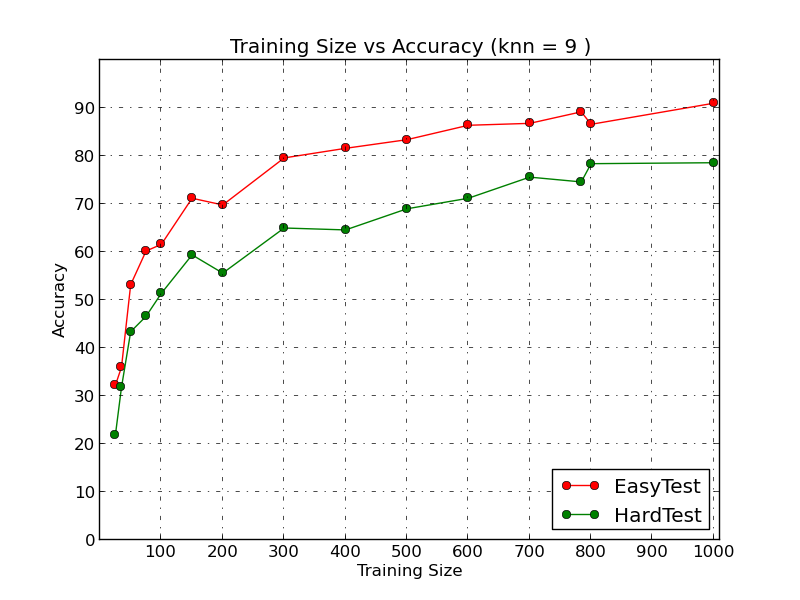 Training Size vs Accuracy (knn = 9 )
Accuracy
90
80
70
60
50
40
30
20
10
0
100 200 300 400 500 600 700 800 900 1000
Training Size
EasyTest
HardTest